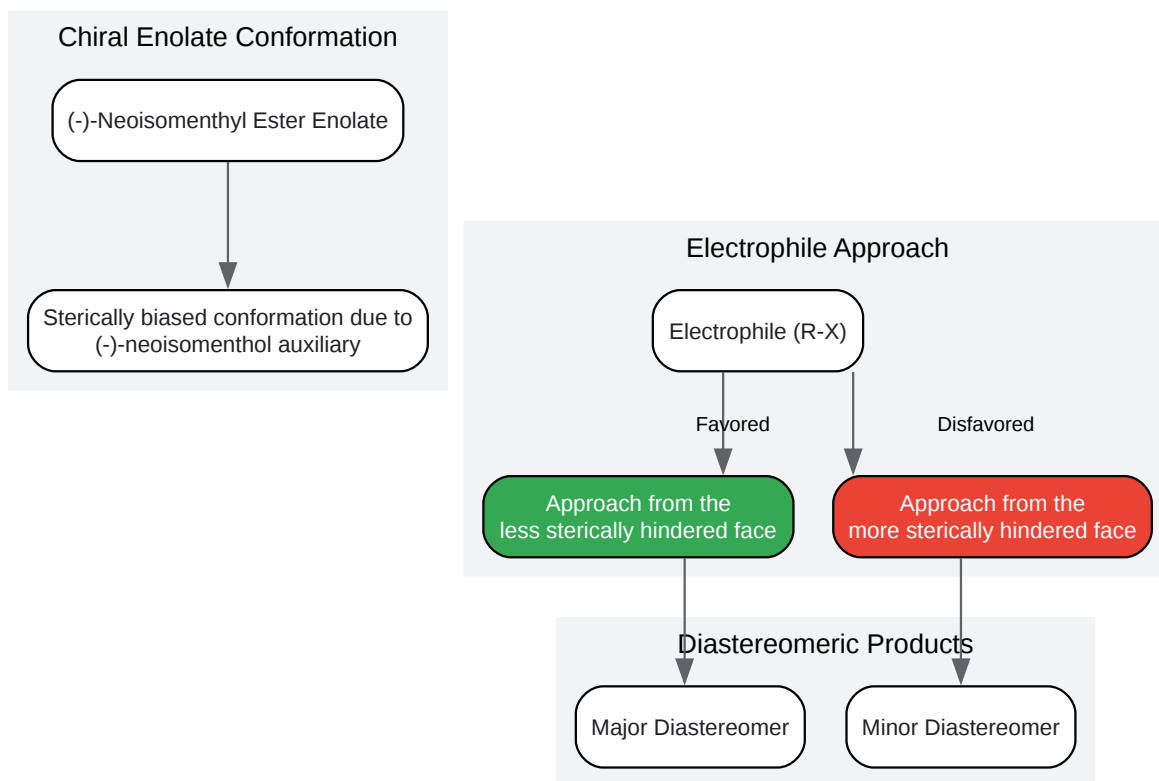 Chiral Enolate Conformation
(-)-Neoisomenthyl Ester Enolate
Sterically biased conformation due to
(-)-neoisomenthol auxiliary
Electrophile Approach
Electrophile (R-X)
Favored
Disfavored
Approach from the
less sterically hindered face
Approach from the
more sterically hindered face
Diastereomeric Products
Major Diastereomer
Minor Diastereomer